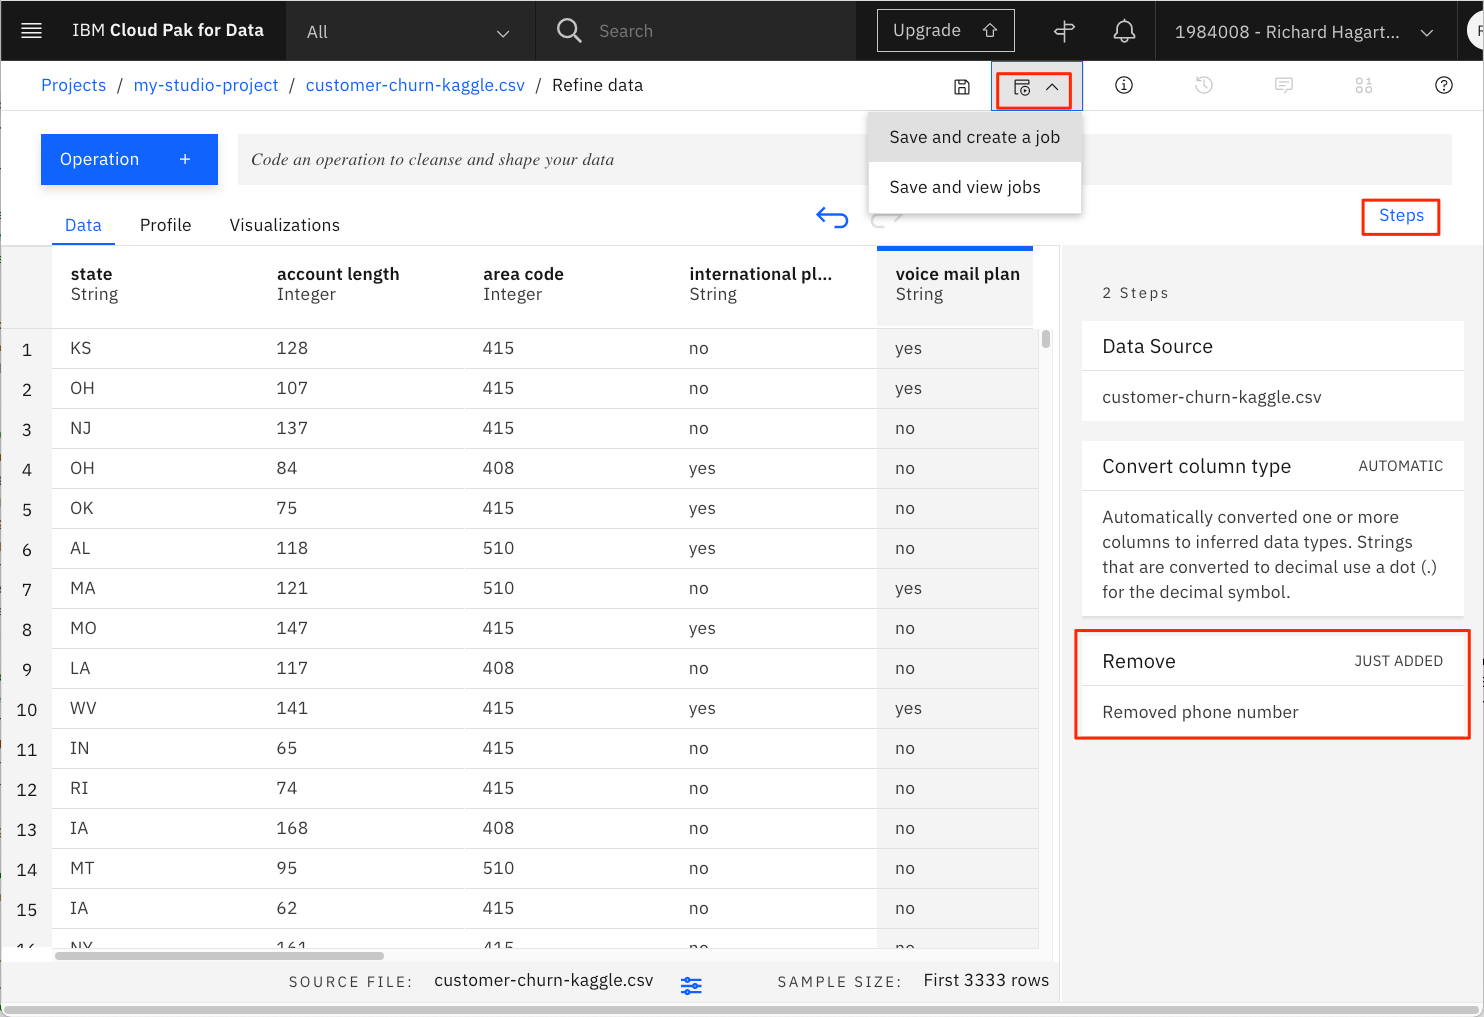 IBM Cloud Pak for Data
All
Search
Upgrade
1984008 - Richard Hagart...
Projects / my-studio-project / customer-churn-kaggle.csv / Refine data
Save and create a job
Save and view jobs
Operation +
Code an operation to cleanse and shape your data
Data Profile Visualizations
Steps
state account length area code international pl... voice mail plan
String Integer Integer String String
1 KS 128 415 no yes
2 OH 107 415 no yes
3 NJ 137 415 no no
4 OH 84 408 yes no
5 OK 75 415 yes no
6 AL 118 510 yes no
7 MA 121 510 no yes
8 MO 147 415 yes no
9 LA 117 408 no no
10 WV 141 415 yes yes
11 IN 65 415 no no
12 RI 74 415 no no
13 IA 168 408 no no
14 MT 95 510 no no
15 IA 62 415 no no
16 NY 161 415 no no
2 Steps
Data Source
customer-churn-kaggle.csv
Convert column type AUTOMATIC
Automatically converted one or more
columns to inferred data types. Strings
that are converted to decimal use a dot (.)
for the decimal symbol.
Remove JUST ADDED
Removed phone number
SOURCE FILE: customer-churn-kaggle.csv SAMPLE SIZE: First 3333 rows